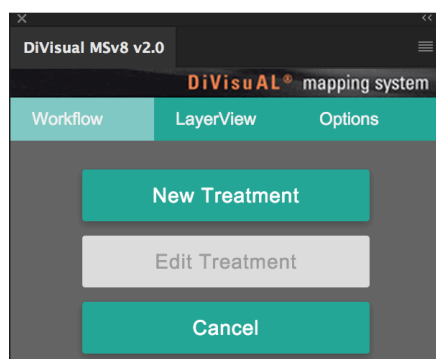 DiVisual MSv8 v2.0
DiVisuAL® mapping system
Workflow LayerView Options
New Treatment
Edit Treatment
Cancel